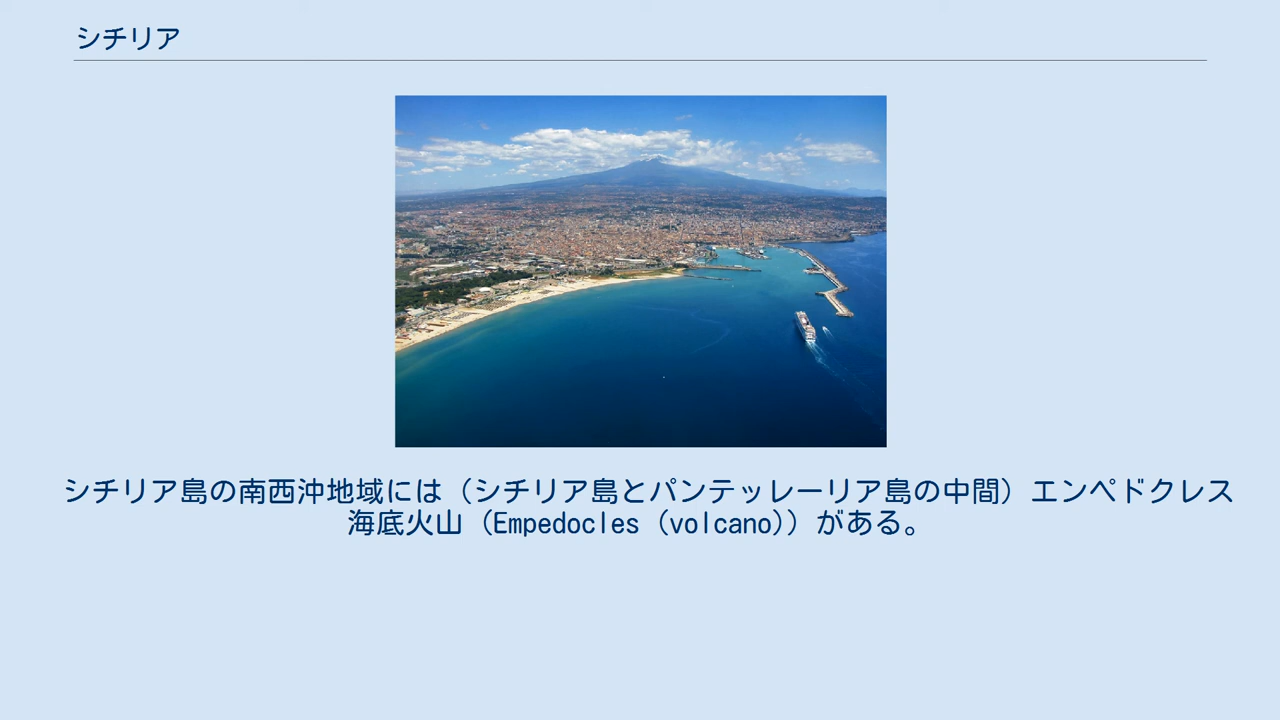 シチリア
シチリア島の南西沖地域には（シチリア島とパンテッレーリア島の中間）エンペドクレス
海底火山（Empedocles (volcano)）がある。